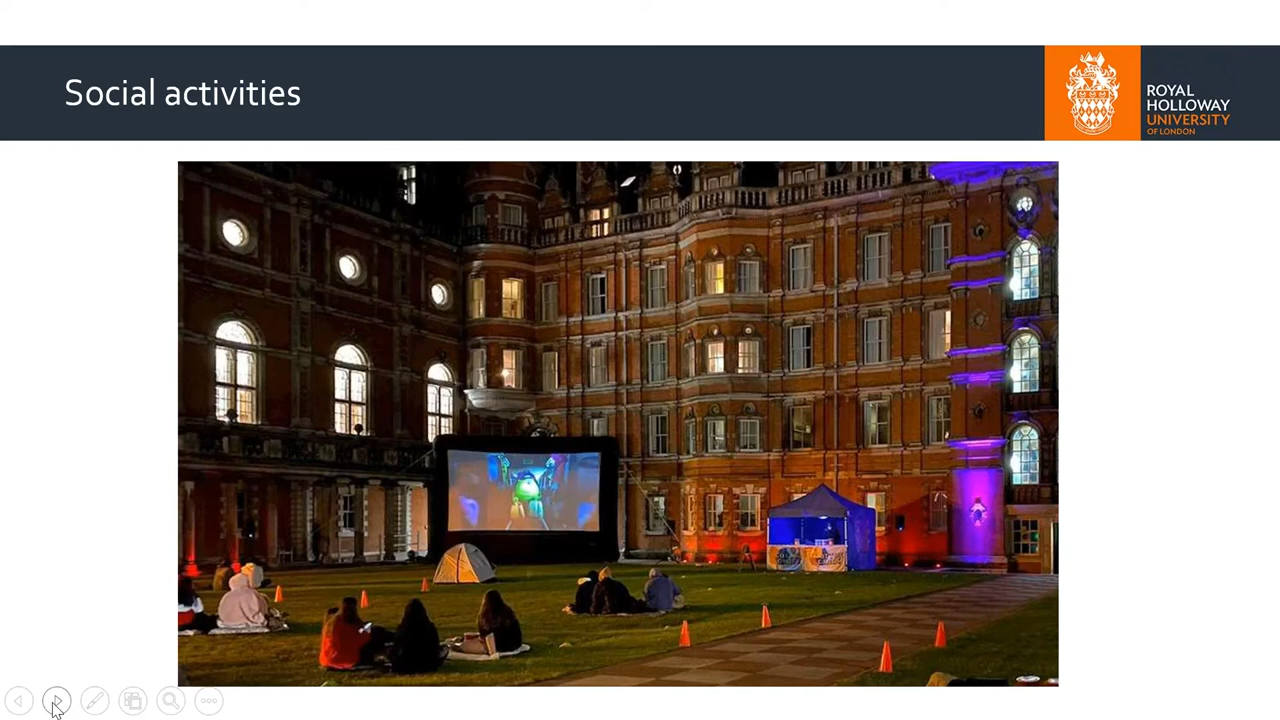 Social activities
ROYAL
HOLLOWAY
UNIVERSITY
OF LONDON